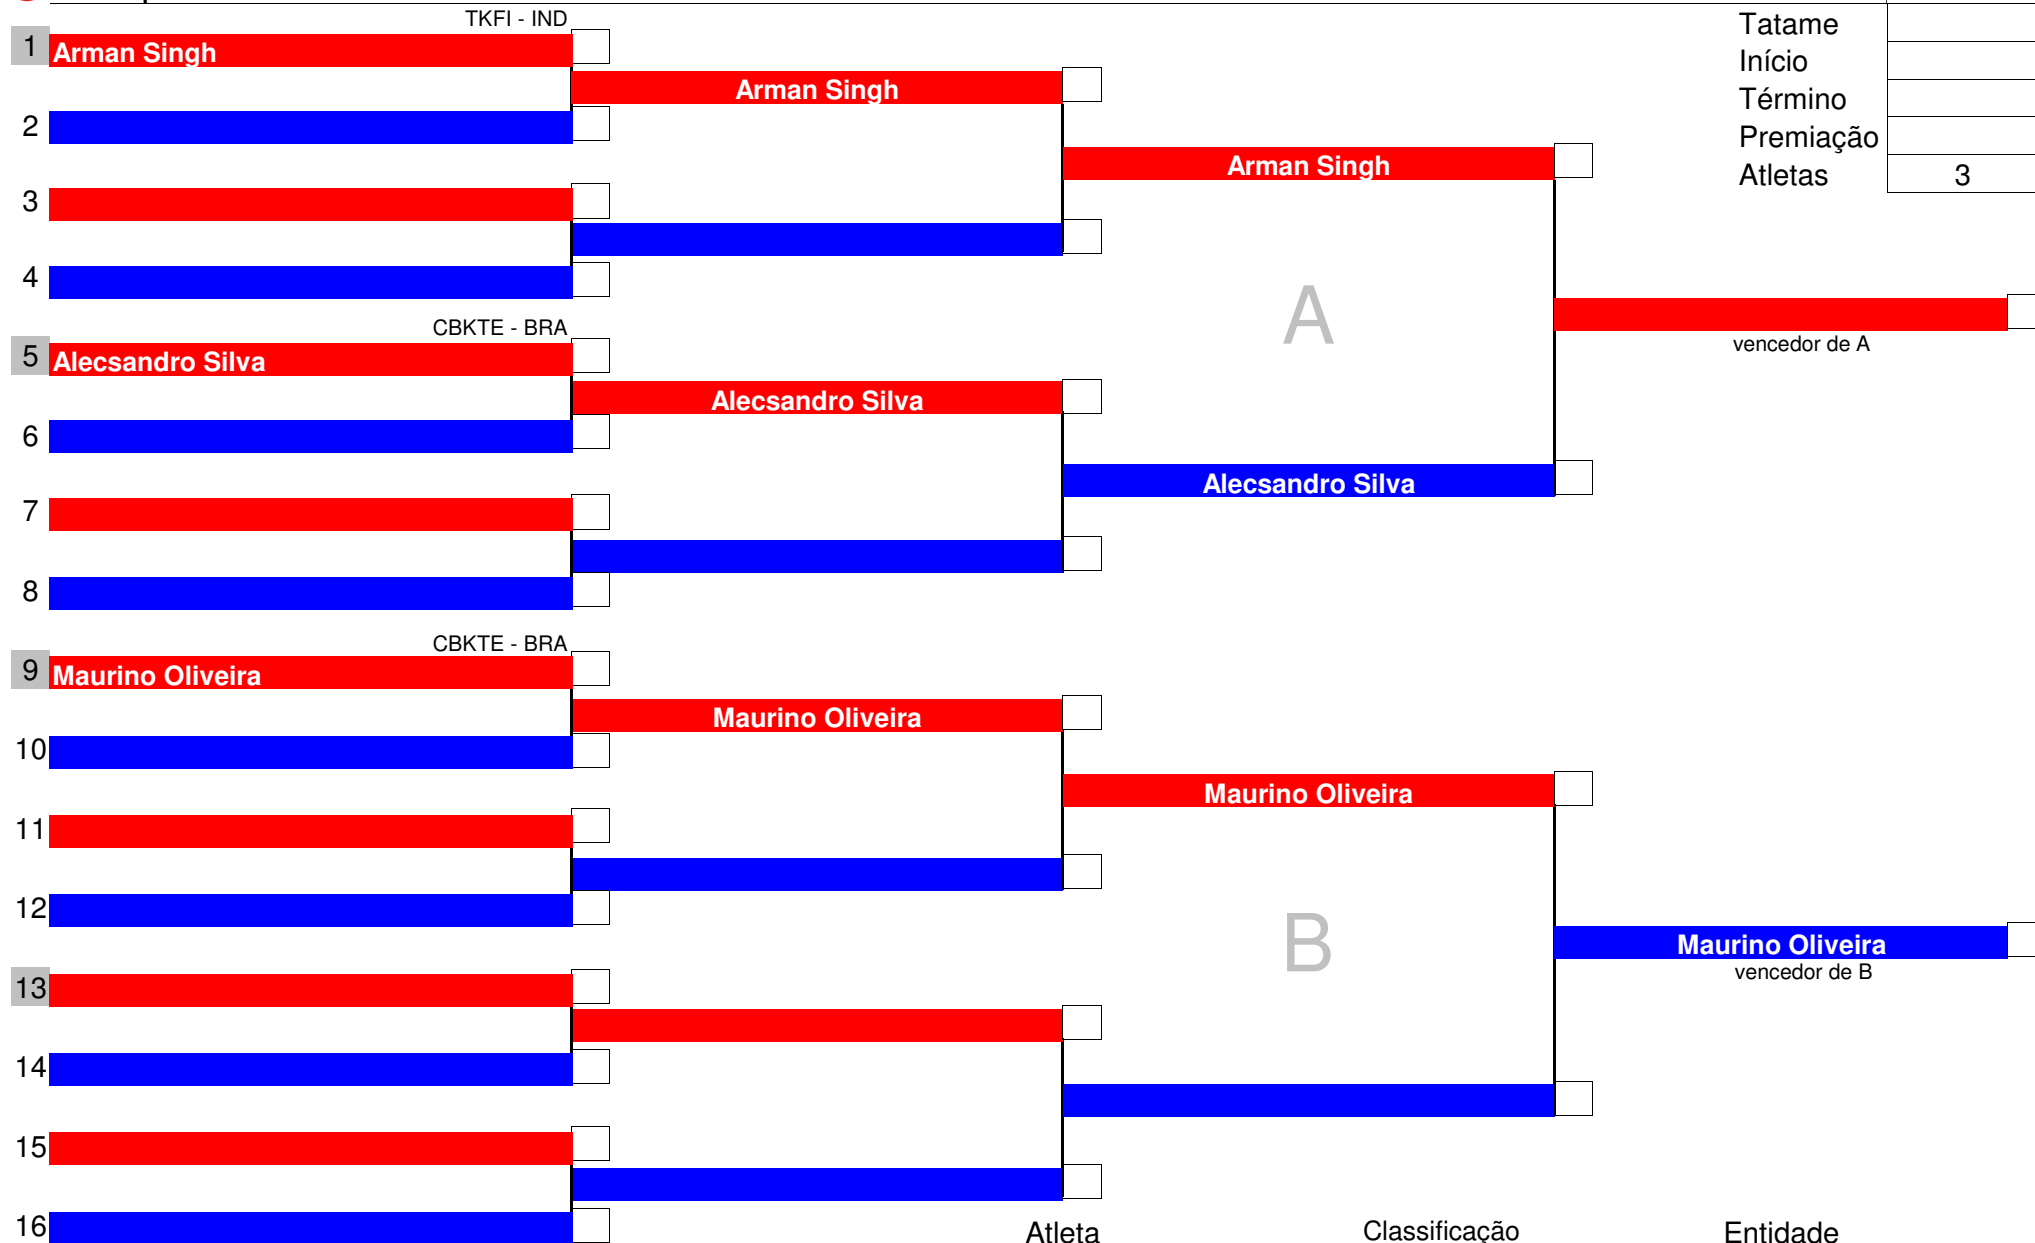 TKFI - IND
Tatame
1 Arman Singh
Início
Arman Singh
Término
2
Premiação
Arman Singh
Atletas 3
3
4
A
CBKTE - BRA
vencedor de A
5 Alecsandro Silva
Alecsandro Silva
6
Alecsandro Silva
7
8
CBKTE - BRA
9 Maurino Oliveira
Maurino Oliveira
10
Maurino Oliveira
11
12
B
Maurino Oliveira
vencedor de B
13
14
15
16
Atleta Classificação Entidade